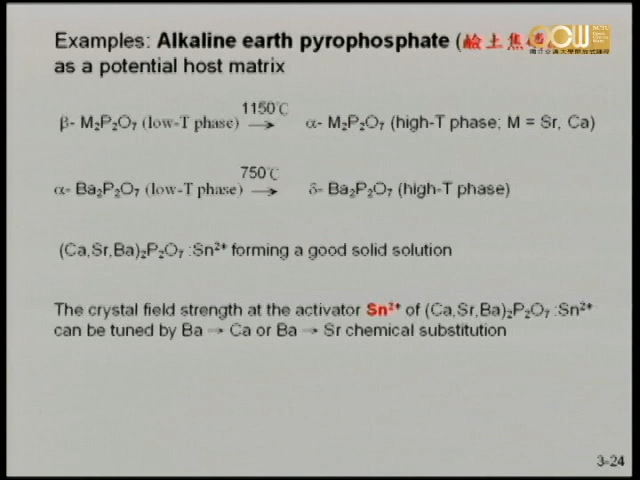 Examples: Alkaline earth pyrophosphate (鹼土焦
as a potential host matrix
OCW
1150℃
β- M₂P₂O₇ (low-T phase) → α- M₂P₂O₇ (high-T phase; M = Sr, Ca)
750℃
α- Ba₂P₂O₇ (low-T phase) → δ- Ba₂P₂O₇ (high-T phase)
(Ca,Sr,Ba)₂P₂O₇ :Sn²⁺ forming a good solid solution
The crystal field strength at the activator Sn²⁺ of (Ca,Sr,Ba)₂P₂O₇ :Sn²⁺
can be tuned by Ba → Ca or Ba → Sr chemical substitution
3-24